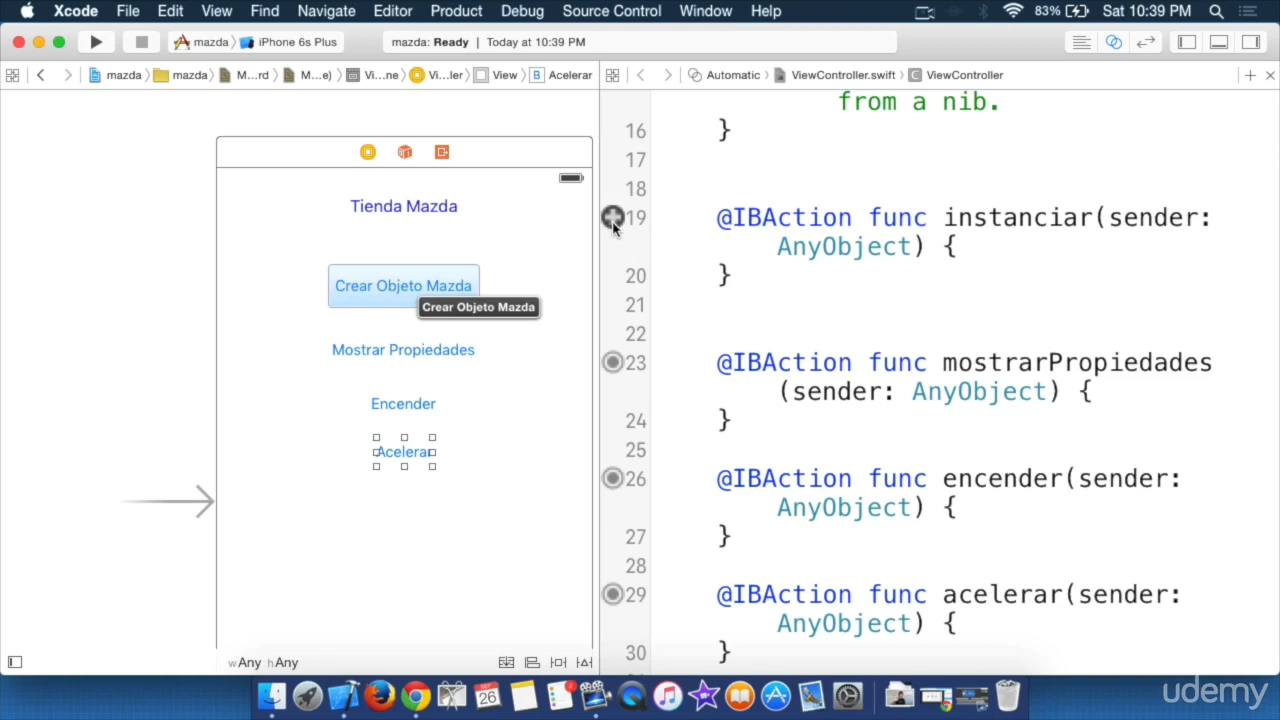 Xcode File Edit View Find Navigate Editor Product Debug Source Control Window Help 83% Sat 10:39 PM
mazda iPhone 6s Plus mazda: Ready | Today at 10:39 PM
mazda mazda M...rd M...e) Vi...ne Vi...ler View B Acelerar Automatic ViewController.swift C ViewController
from a nib.
16 }
17
18
19 @IBAction func instanciar(sender:
AnyObject) {
20 }
21
22
23 @IBAction func mostrarPropiedades
(sender: AnyObject) {
24 }
25
26 @IBAction func encender(sender:
AnyObject) {
27 }
28
29 @IBAction func acelerar(sender:
AnyObject) {
30 }
Tienda Mazda
Crear Objeto Mazda
Crear Objeto Mazda
Mostrar Propiedades
Encender
Acelerar
wAny hAny
SEP
26
udemy